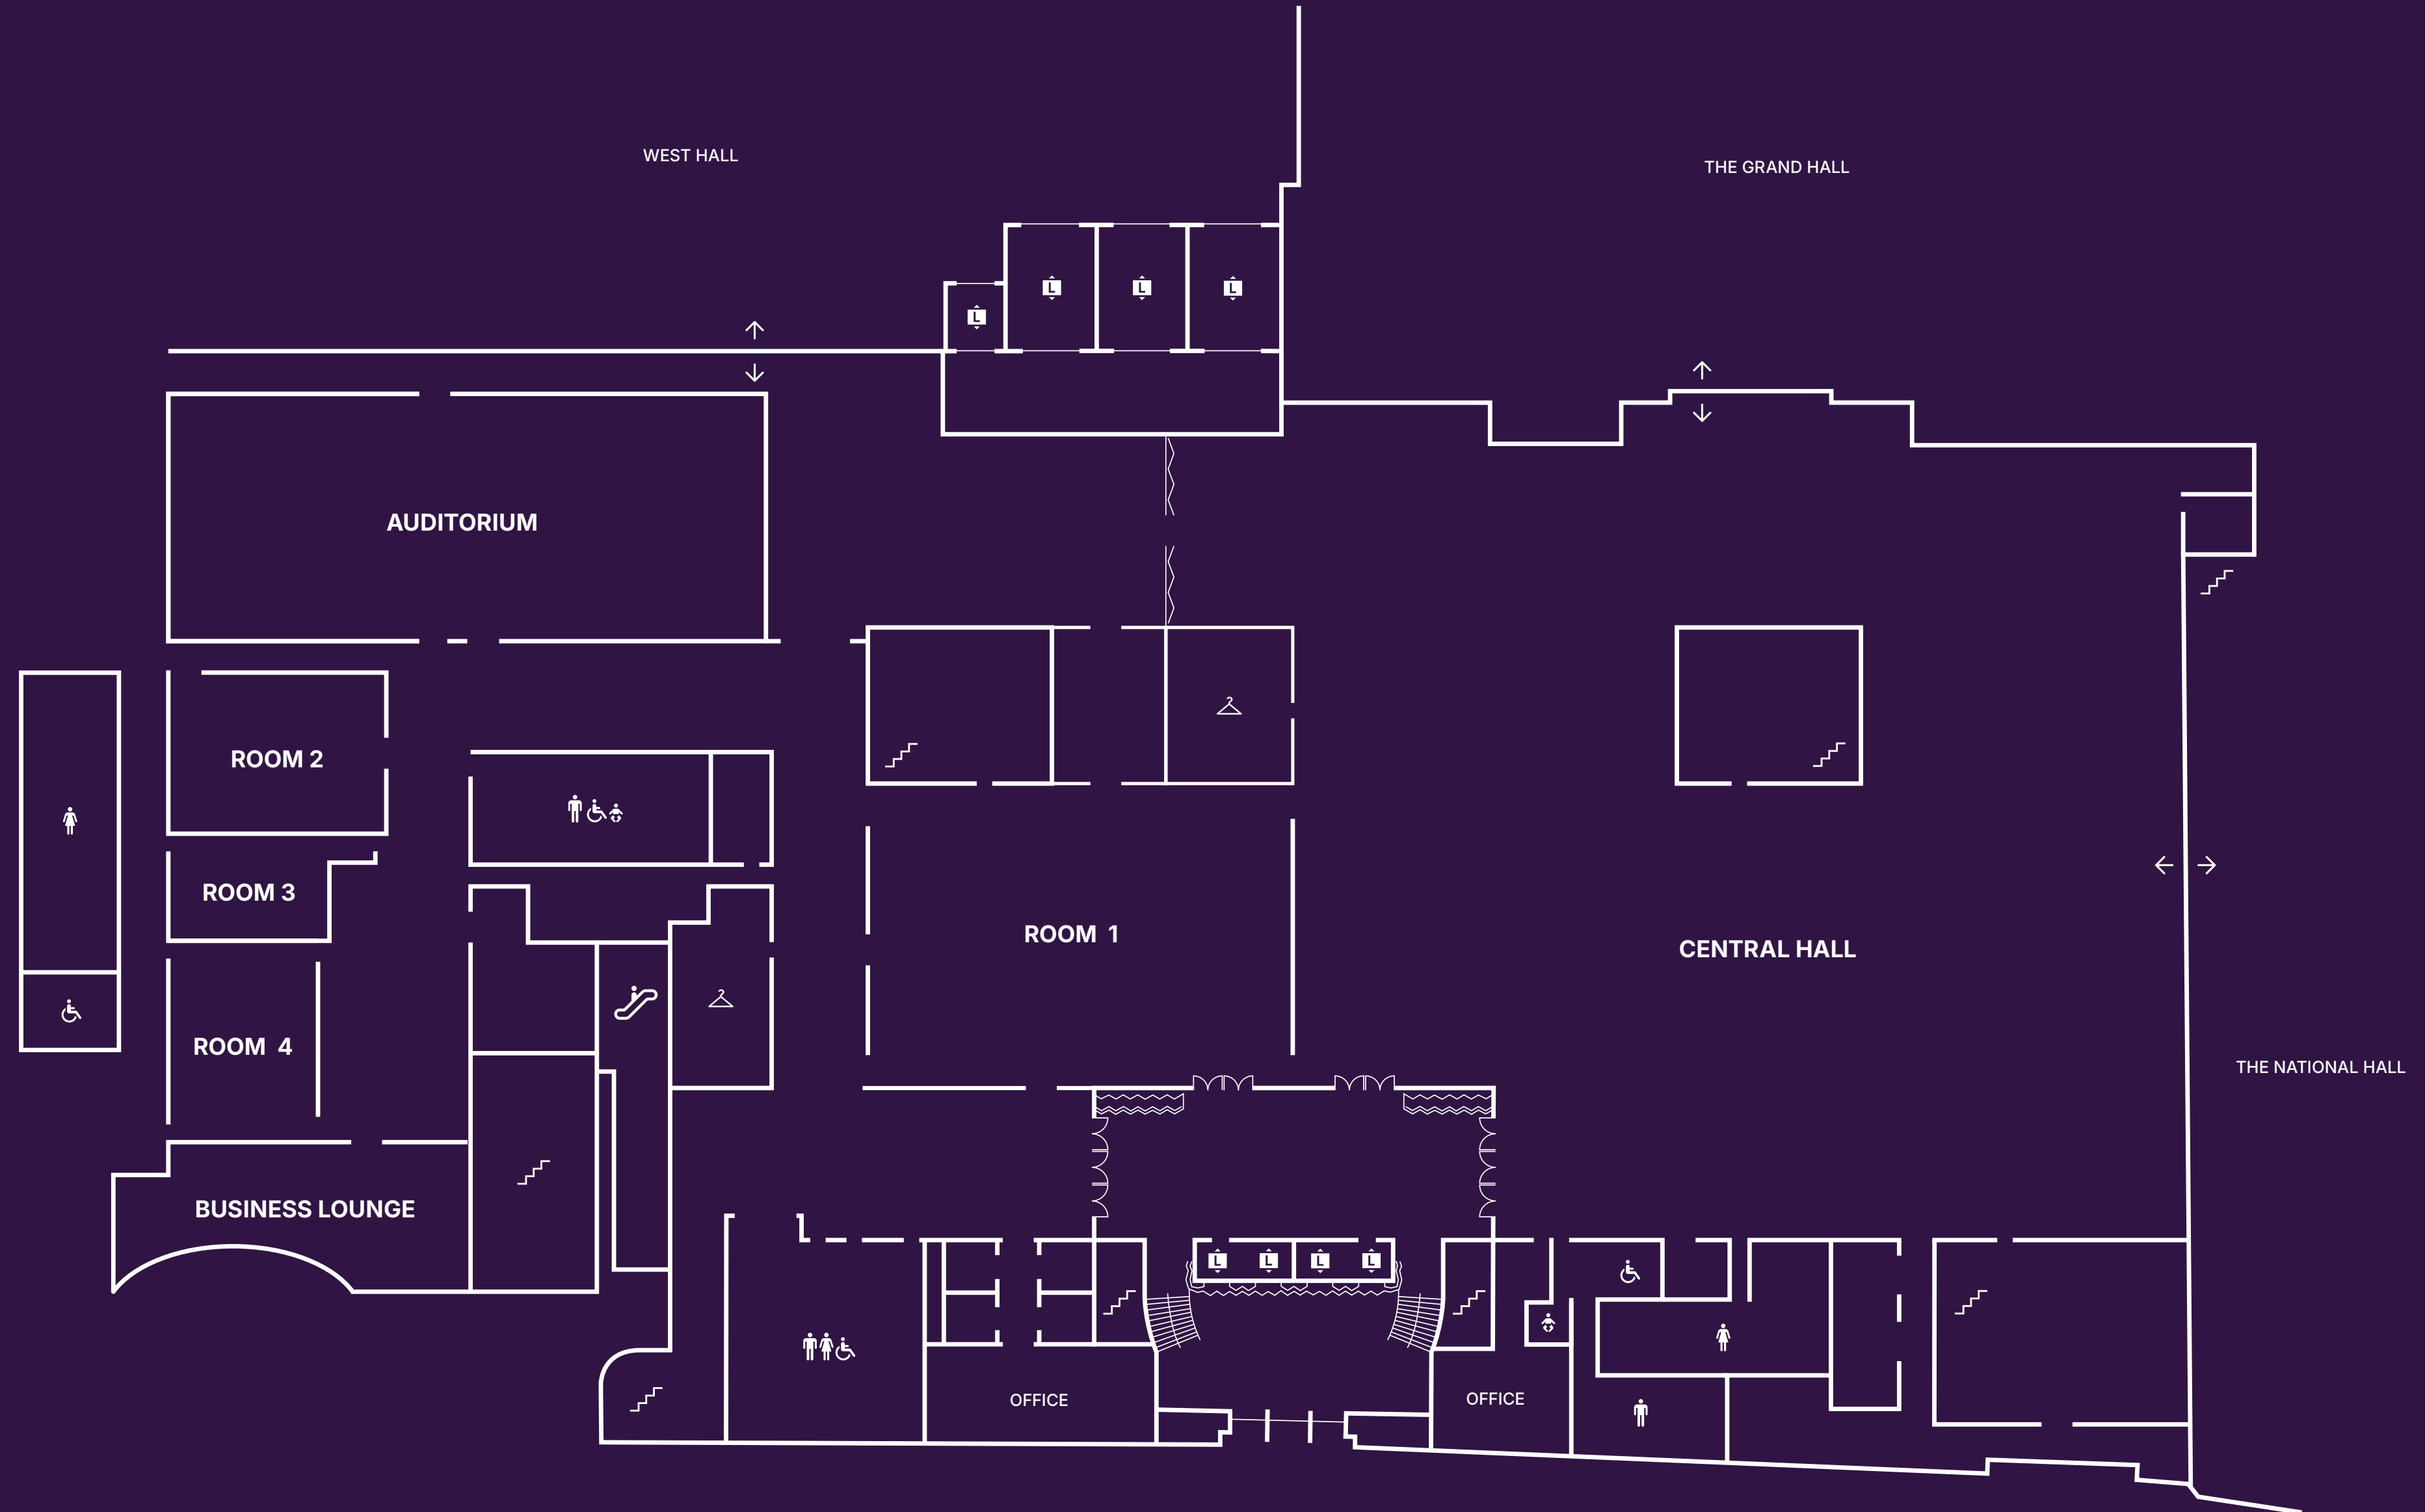 WEST HALL
THE GRAND HALL
L
L
L
L
AUDITORIUM
ROOM 2
ROOM 3
ROOM 1
CENTRAL HALL
ROOM 4
THE NATIONAL HALL
BUSINESS LOUNGE
L
L
L
L
OFFICE
OFFICE